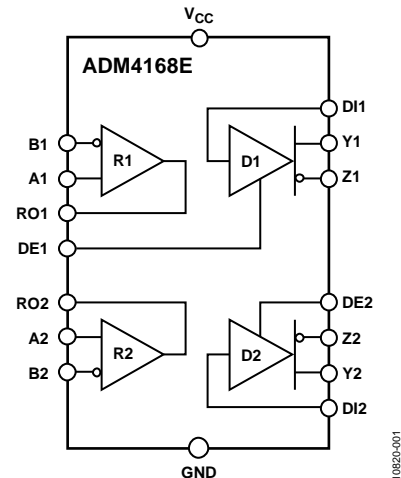 VCC
ADM4168E
DI1
B1
R1
D1
Y1
A1
Z1
RO1
DE1
RO2
DE2
A2
R2
D2
Z2
B2
Y2
DI2
GND
10820-001